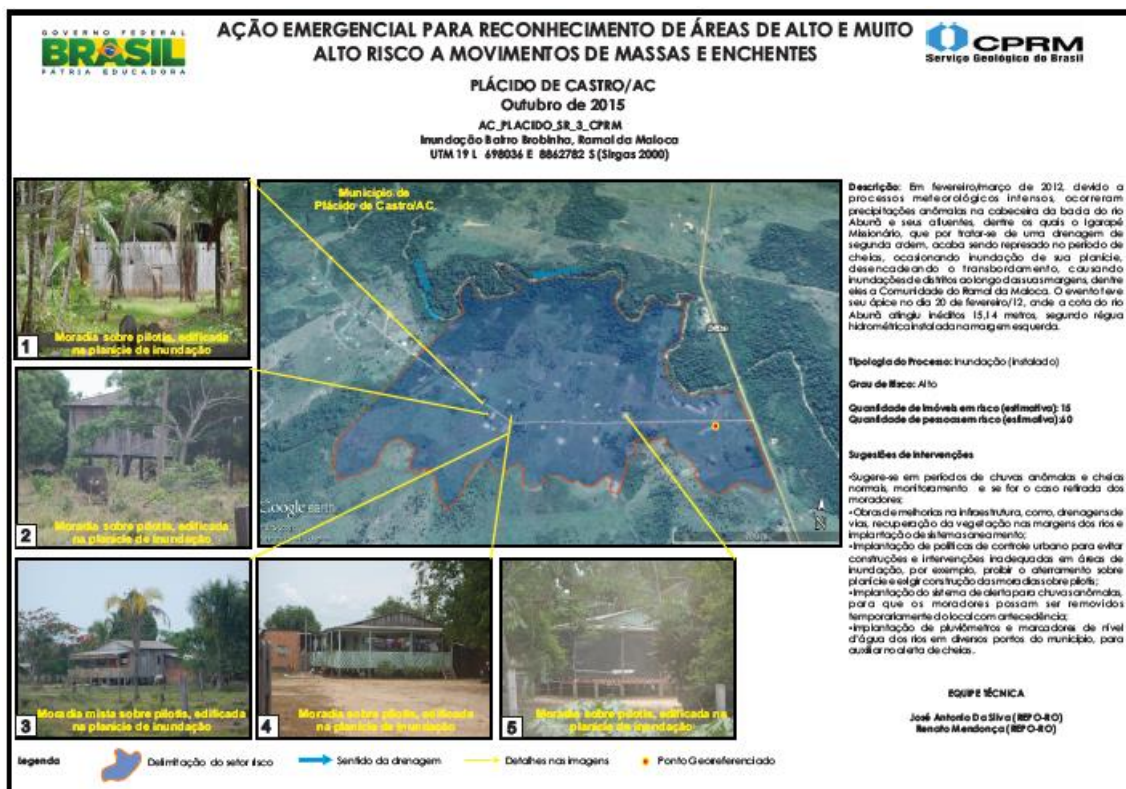 GOVERNO FEDERAL
BRASIL
PÁTRIA EDUCADORA
AÇÃO EMERGENCIAL PARA RECONHECIMENTO DE ÁREAS DE ALTO E MUITO
ALTO RISCO A MOVIMENTOS DE MASSAS E ENCHENTES
CPRM
Serviço Geológico do Brasil
PLÁCIDO DE CASTRO/AC
Outubro de 2015
AC_PLACIDO_SR_3_CPRM
Inundação Bairro Brobinha, Ramal da Maloca
UTM 19 L 698036 E 8862782 S (Sirgas 2000)
Município de
Plácido de Castro/AC.
Google earth
N
1
Moradia sobre pilotis, edificada
na planície de inundação
2
Moradia sobre pilotis, edificada
na planície de inundação
3
Moradia mista sobre pilotis, edificada
na planície de inundação
4
Moradia sobre pilotis, edificada
na planície de inundação
5
Moradia sobre pilotis, edificada na
planície de inundação
Descrição: Em fevereiro/março de 2012, devido a
processos meteorológicos intensos, ocorreram
precipitações anômalas na cabeceira da bacia do rio
Abunã e seus afluentes, dentre os quais o Igarapé
Missionário, que por tratar-se de uma drenagem de
segunda ordem, acaba sendo represado no período de
cheias, ocasionando inundação de sua planície,
desencadeando o transbordamento, causando
inundações de distritos ao longo das suas margens, dentre
eles a Comunidade do Ramal da Maloca. O evento teve
seu ápice no dia 20 de fevereiro/12, onde a cota do rio
Abunã atingiu inéditos 15,14 metros, segundo régua
hidrométrica instalada na margem esquerda.
Tipologia do Processo: Inundação (instalado)
Grau de Risco: Alto
Quantidade de imóveis em risco (estimativa): 15
Quantidade de pessoas em risco (estimativa):60
Sugestões de Intervenções
•Sugere-se em períodos de chuvas anômalas e cheias
normais, monitoramento e se for o caso retirada dos
moradores;
•Obras de melhorias na infraestrutura, como, drenagens de
vias, recuperação da vegetação nas margens dos rios e
implantação de sistema saneamento;
•Implantação de políticas de controle urbano para evitar
construções e intervenções inadequadas em áreas de
inundação, por exemplo, proibir o aterramento sobre
planície e exigir construção das moradias sobre pilotis;
•Implantação do sistema de alerta para chuvas anômalas,
para que os moradores possam ser removidos
temporariamente do local com antecedência;
•Implantação de pluviômetros e marcadores de nível
d'água dos rios em diversos pontos do município, para
auxiliar no alerta de cheias.
EQUIPE TÉCNICA
José Antonio Da Silva (REPO-RO)
Renato Mendonça (REPO-RO)
Legenda
Delimitação do setor risco
Sentido da drenagem
Detalhes nas imagens
Ponto Georeferenciado